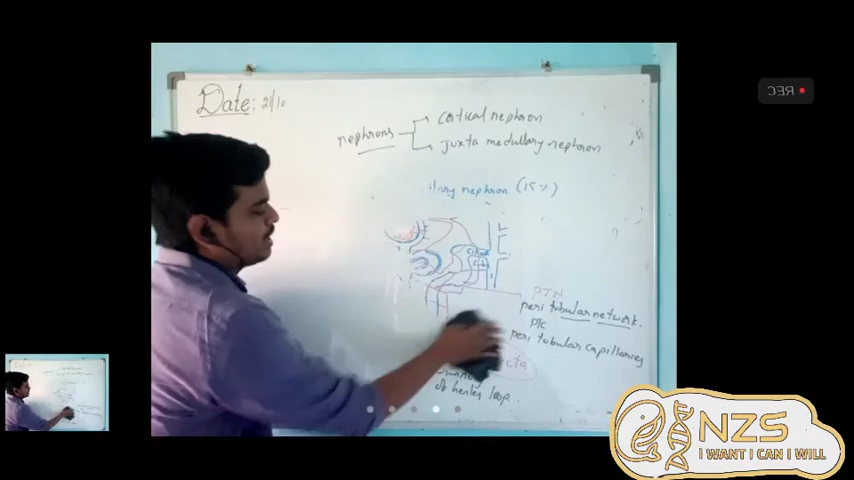 Date: 21/10
nephrons
cortical nephron
Juxta medullary nephron
nephron (15%)
PTN
peri tubular network.
PTC
peri tubular capillaries
of henles loop.
REC
NZS
I WANT I CAN I WILL